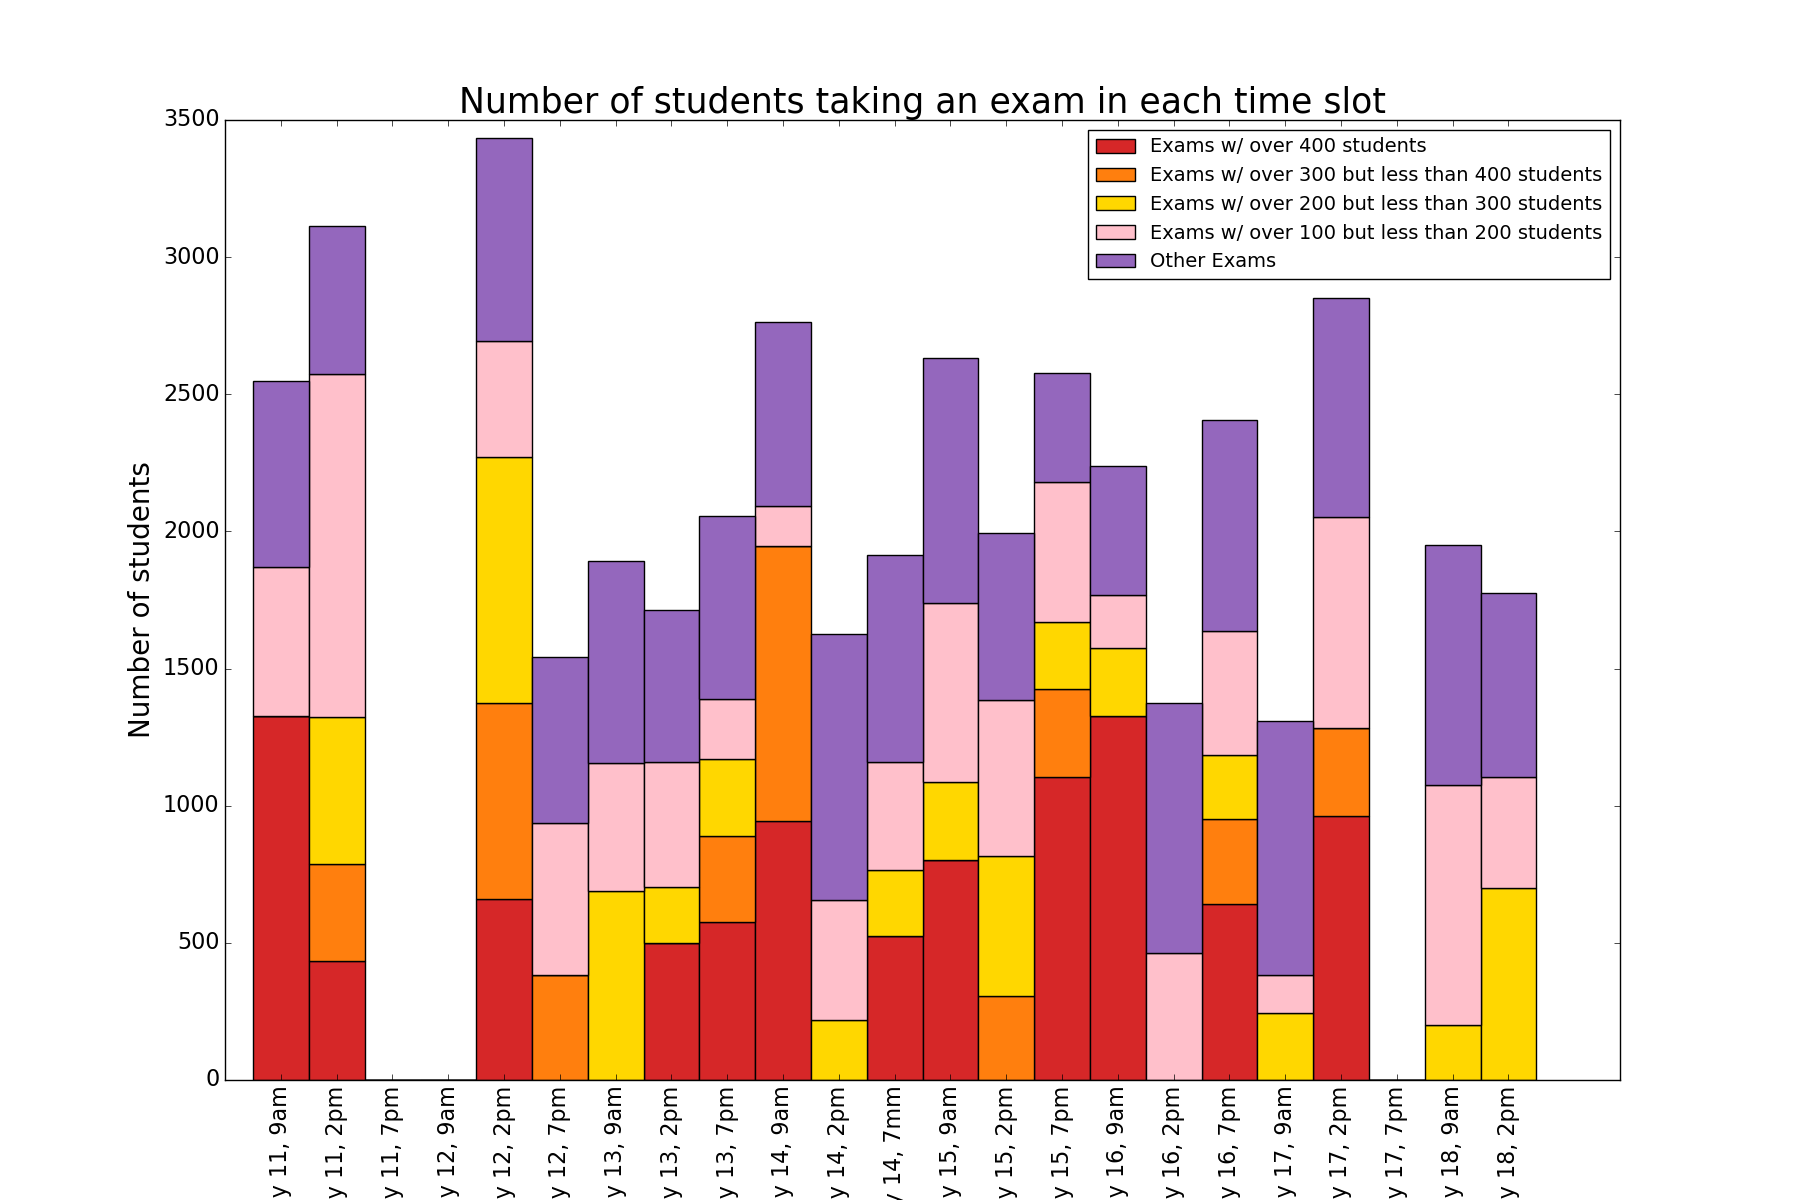 Number of students taking an exam in each time slot
Exams w/ over 400 students
Exams w/ over 300 but less than 400 students
Exams w/ over 200 but less than 300 students
Exams w/ over 100 but less than 200 students
Other Exams
Number of students
3500
3000
2500
2000
1500
1000
500
0
y 11, 9am
y 11, 2pm
y 11, 7pm
y 12, 9am
y 12, 2pm
y 12, 7pm
y 13, 9am
y 13, 2pm
y 13, 7pm
y 14, 9am
y 14, 2pm
y 14, 7mm
y 15, 9am
y 15, 2pm
y 15, 7pm
y 16, 9am
y 16, 2pm
y 16, 7pm
y 17, 9am
y 17, 2pm
y 17, 7pm
y 18, 9am
y 18, 2pm